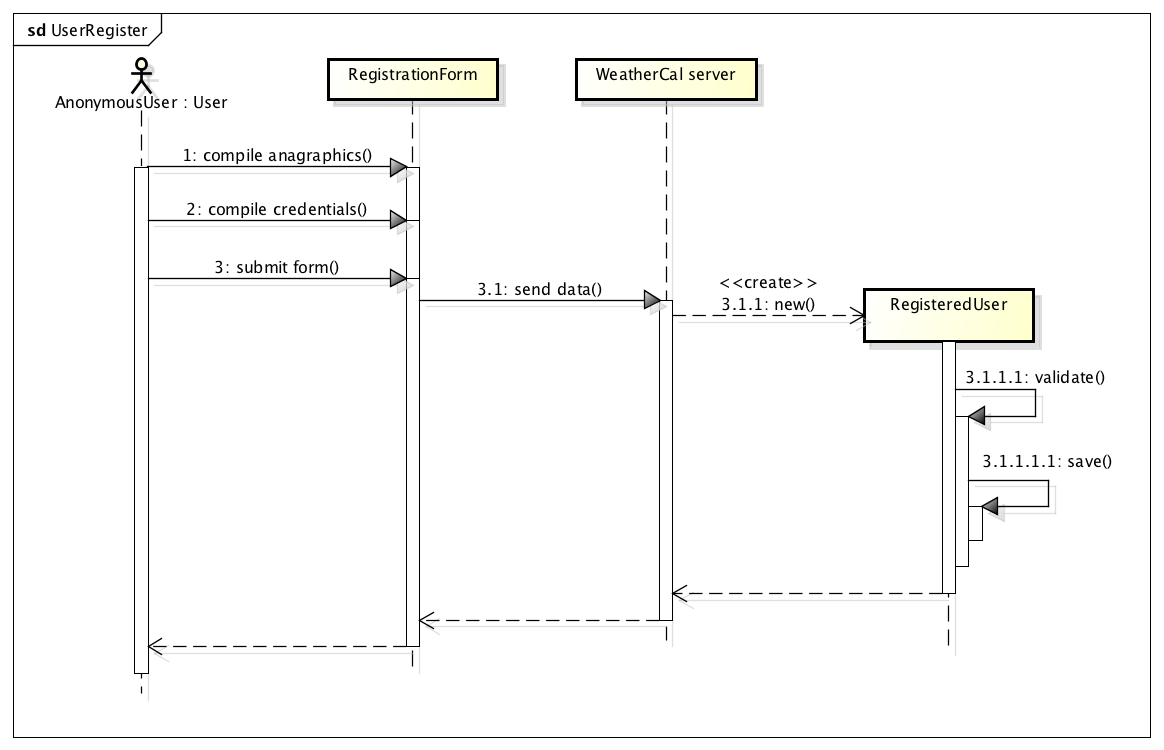 sd UserRegister
AnonymousUser : User
RegistrationForm
WeatherCal server
1: compile anagraphics()
2: compile credentials()
3: submit form()
3.1: send data()
<<create>>
3.1.1: new()
RegisteredUser
3.1.1.1: validate()
3.1.1.1.1: save()